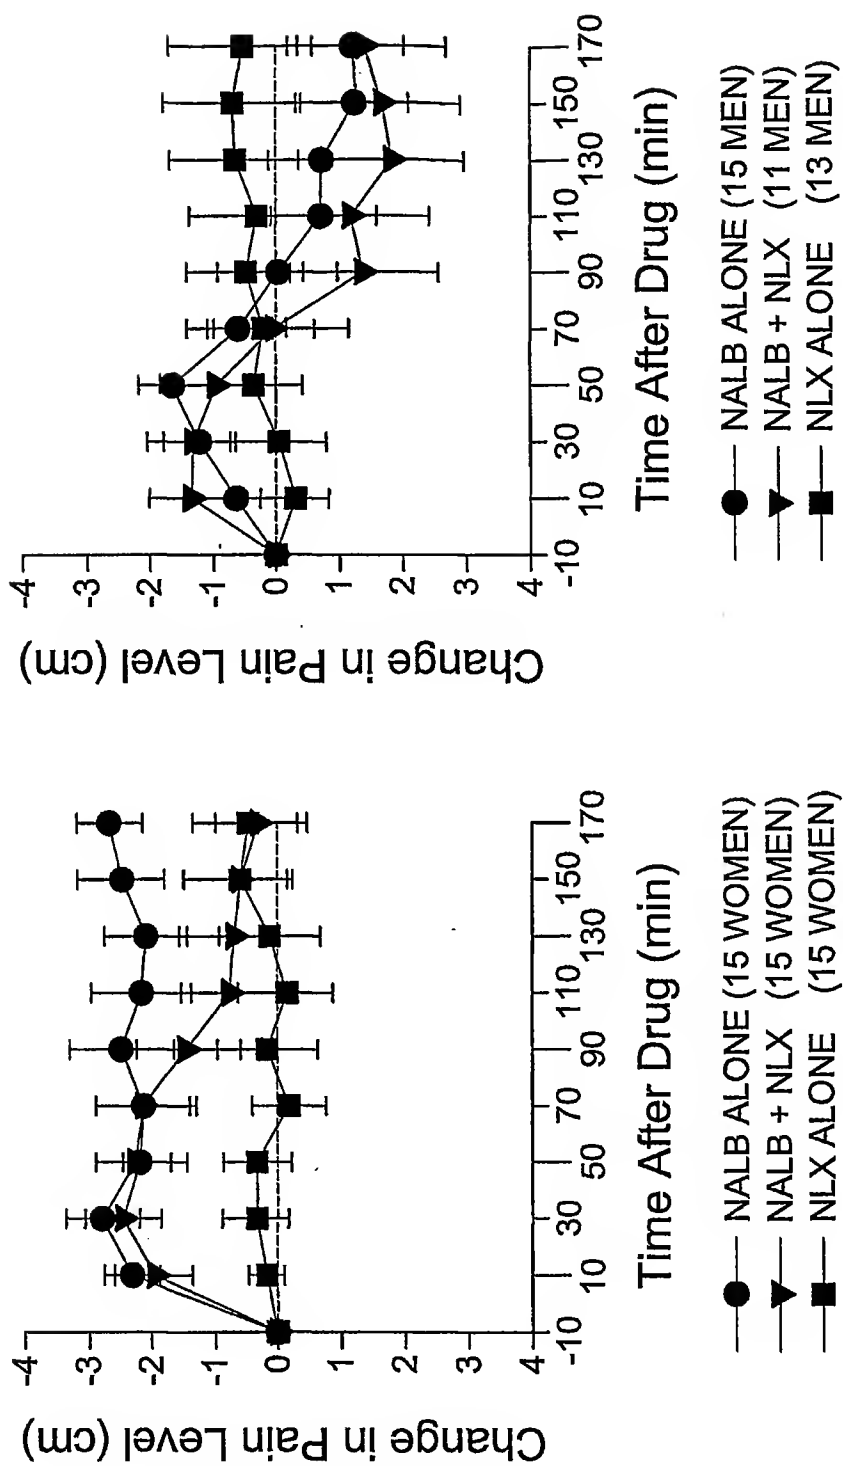 Change in Pain Level (cm)
-4
-3
-2
-1
0
1
2
3
4
-10 10 30 50 70 90 110 130 150 170
Time After Drug (min)
NALB ALONE (15 WOMEN)
NALB + NLX (15 WOMEN)
NLX ALONE (15 WOMEN)
Change in Pain Level (cm)
-4
-3
-2
-1
0
1
2
3
4
-10 10 30 50 70 90 110 130 150 170
Time After Drug (min)
NALB ALONE (15 MEN)
NALB + NLX (11 MEN)
NLX ALONE (13 MEN)